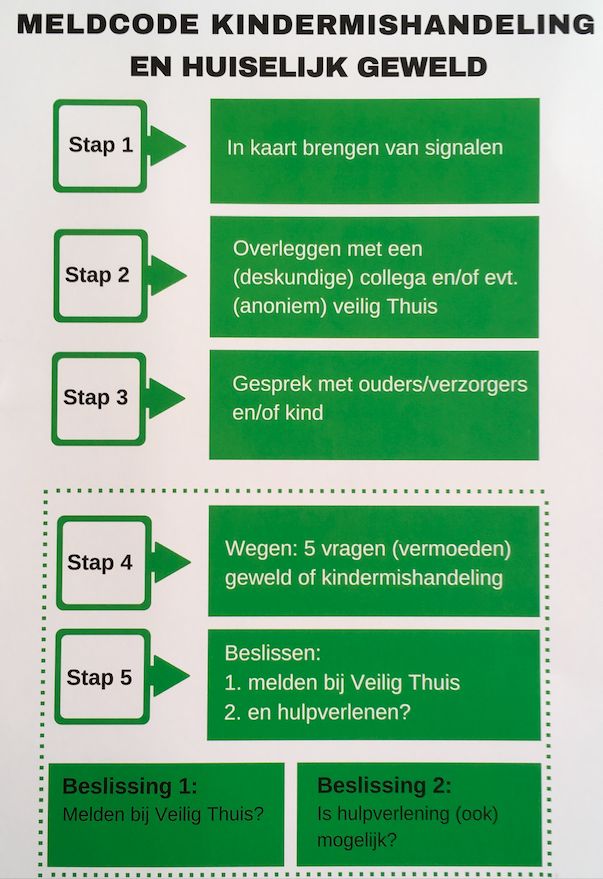 MELDCODE KINDERMISHANDELING
EN HUISELIJK GEWELD
Stap 1
In kaart brengen van signalen
Stap 2
Overleggen met een
(deskundige) collega en/of evt.
(anoniem) veilig Thuis
Stap 3
Gesprek met ouders/verzorgers
en/of kind
Stap 4
Wegen: 5 vragen (vermoeden)
geweld of kindermishandeling
Stap 5
Beslissen:
1. melden bij Veilig Thuis
2. en hulpverlenen?
Beslissing 1:
Melden bij Veilig Thuis?
Beslissing 2:
Is hulpverlening (ook)
mogelijk?